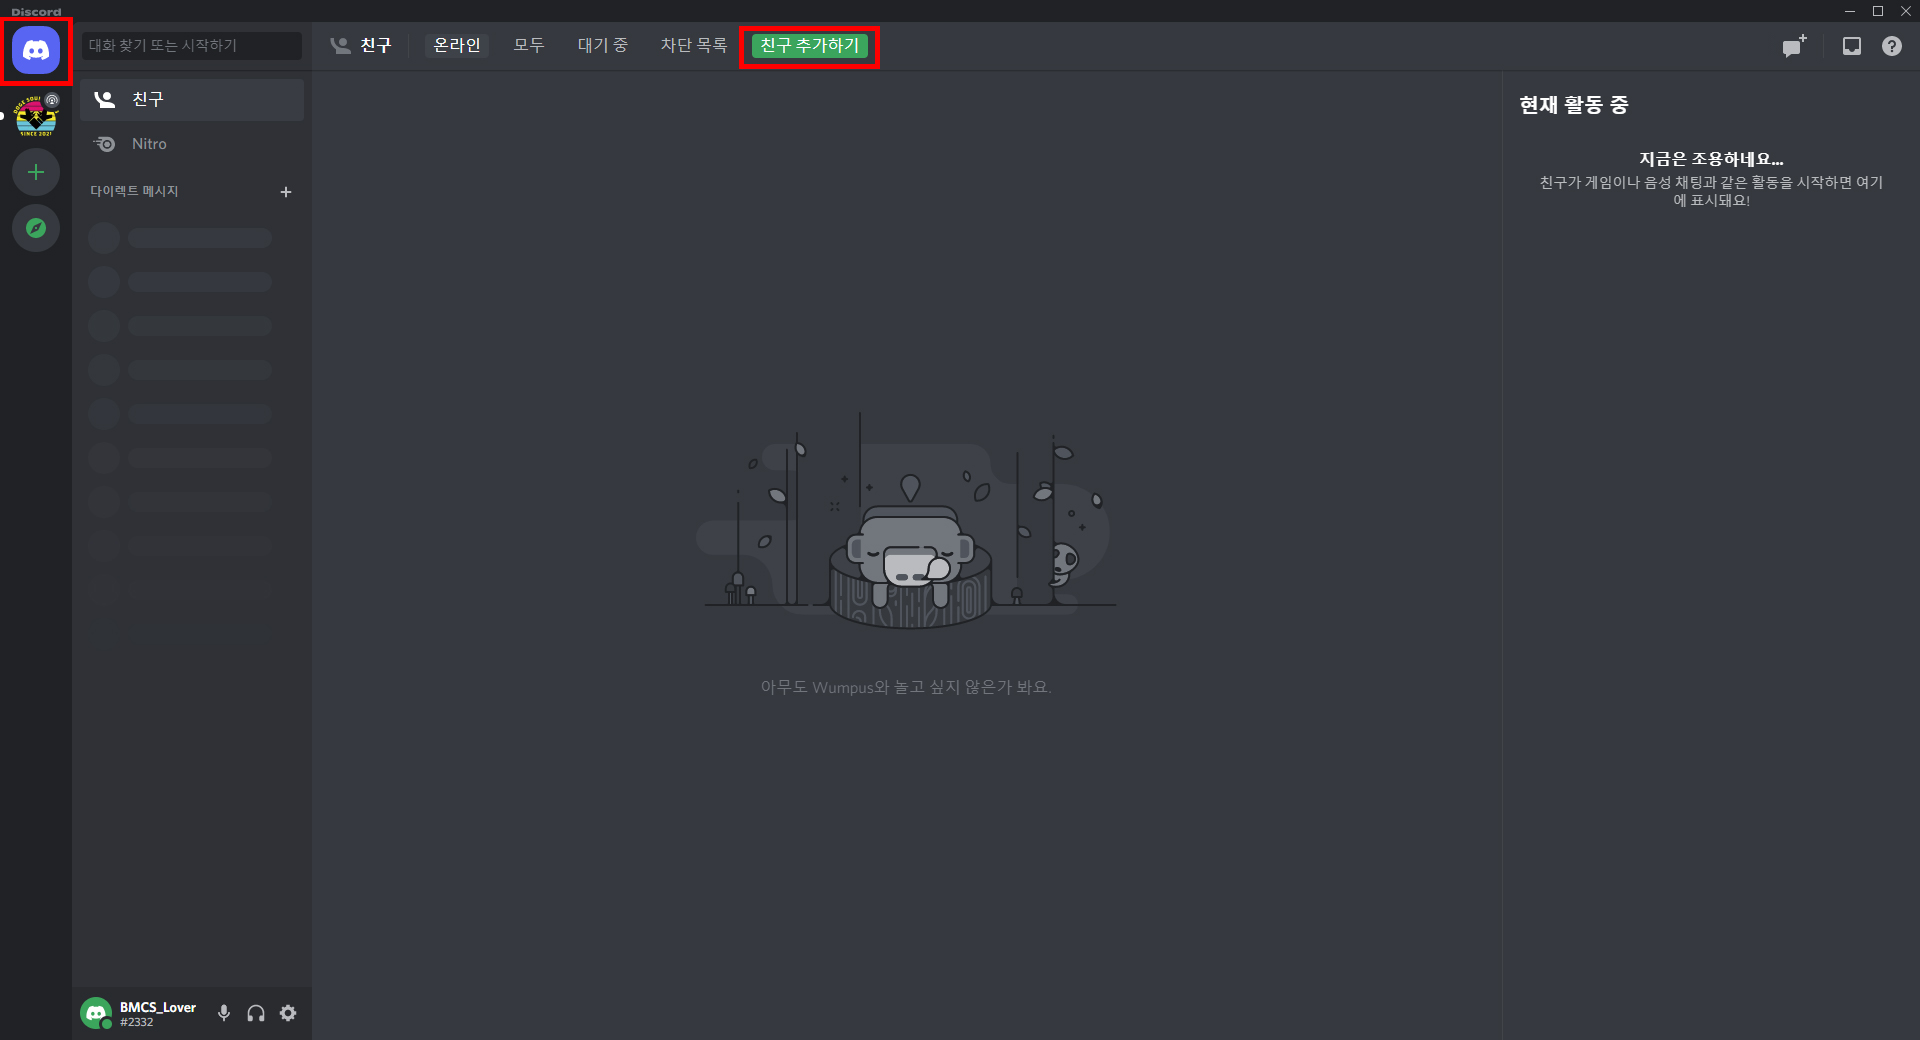 Discord
대화 찾기 또는 시작하기
친구
온라인
모두
대기 중
차단 목록
친구 추가하기
친구
Nitro
다이렉트 메시지
SINCE 2021
현재 활동 중
지금은 조용하네요...
친구가 게임이나 음성 채팅과 같은 활동을 시작하면 여기
에 표시돼요!
아무도 Wumpus와 놀고 싶지 않은가 봐요.
BMCS_Lover
#2332